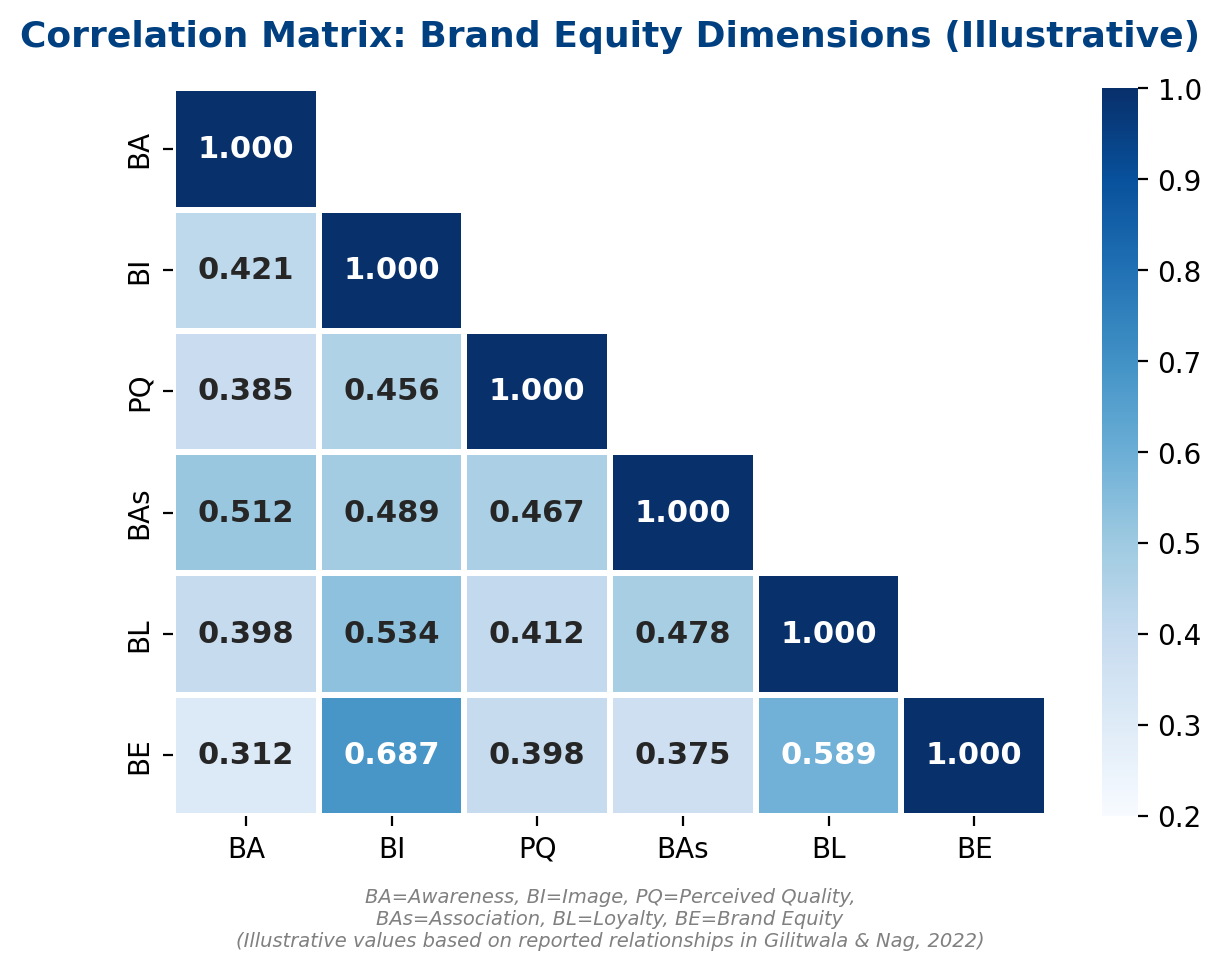 Correlation Matrix: Brand Equity Dimensions (Illustrative)
BA 1.000
BI 0.421 1.000
PQ 0.385 0.456 1.000
BAs 0.512 0.489 0.467 1.000
BL 0.398 0.534 0.412 0.478 1.000
BE 0.312 0.687 0.398 0.375 0.589 1.000
BA BI PQ BAs BL BE
1.0
0.9
0.8
0.7
0.6
0.5
0.4
0.3
0.2
BA=Awareness, BI=Image, PQ=Perceived Quality,
BAs=Association, BL=Loyalty, BE=Brand Equity
(Illustrative values based on reported relationships in Gilitwala & Nag, 2022)